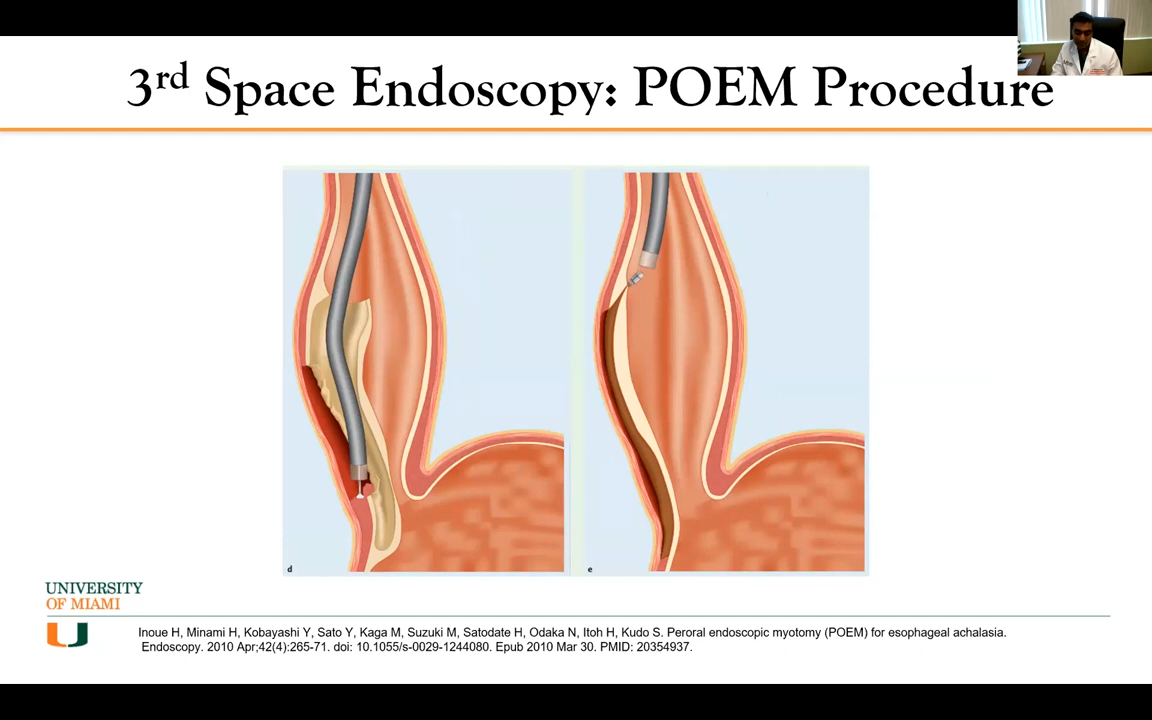 3rd Space Endoscopy: POEM Procedure
d
e
UNIVERSITY
OF MIAMI
Inoue H, Minami H, Kobayashi Y, Sato Y, Kaga M, Suzuki M, Satodate H, Odaka N, Itoh H, Kudo S. Peroral endoscopic myotomy (POEM) for esophageal achalasia.
Endoscopy. 2010 Apr;42(4):265-71. doi: 10.1055/s-0029-1244080. Epub 2010 Mar 30. PMID: 20354937.